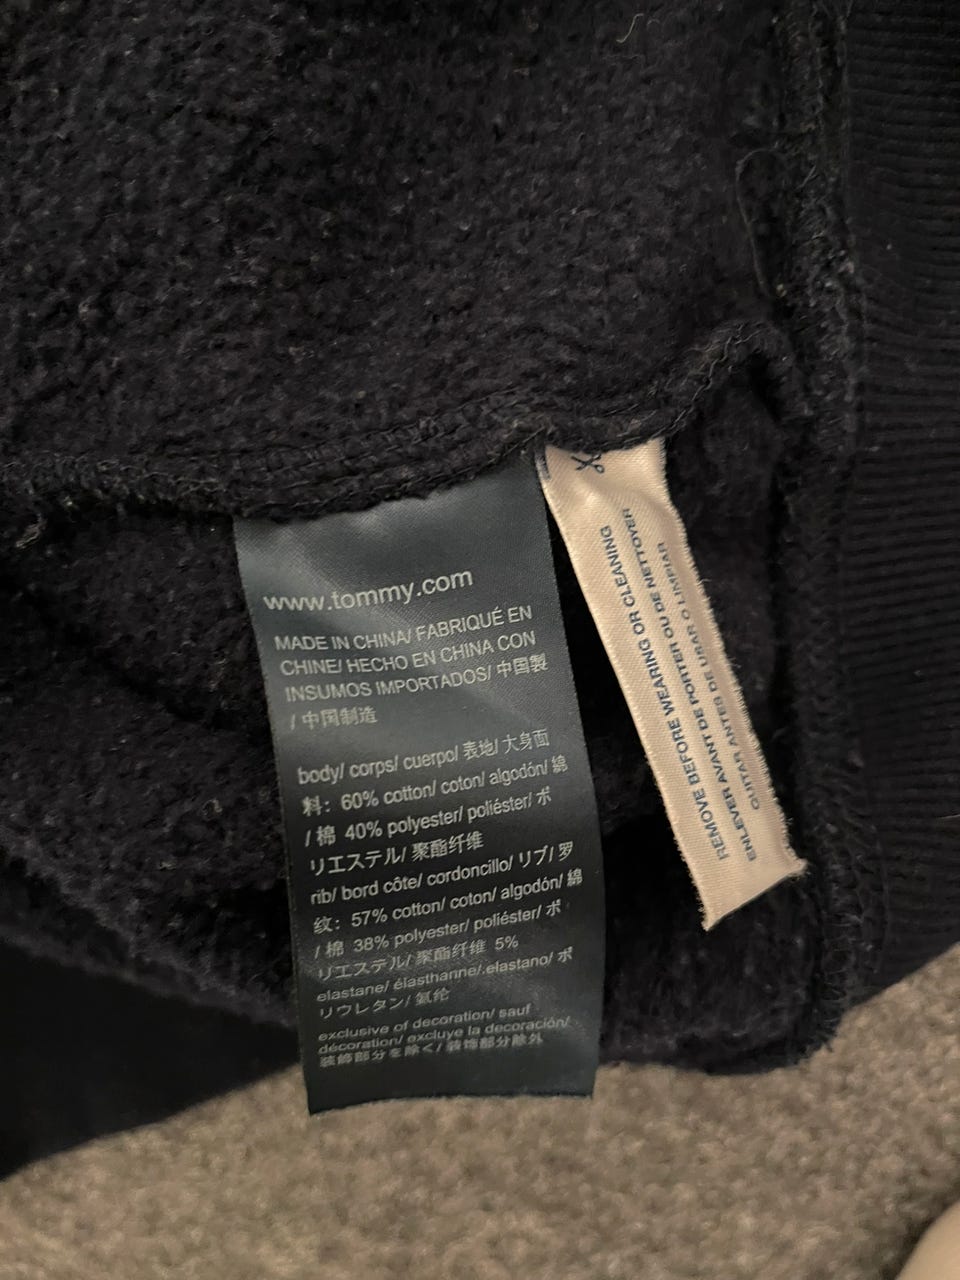 www.tommy.com
MADE IN CHINA/ FABRIQUÉ EN
CHINE/ HECHO EN CHINA CON
INSUMOS IMPORTADOS/ 中国製
/ 中国制造
body/ corps/ cuerpo/ 表地/ 大身面
料: 60% cotton/ coton/ algodón/ 綿
/ 棉 40% polyester/ poliéster/ ポ
リエステル/ 聚酯纤维
rib/ bord côte/ cordoncillo/ リブ/ 罗
纹: 57% cotton/ coton/ algodón/ 綿
/ 棉 38% polyester/ poliéster/ ポ
リエステル/ 聚酯纤维 5%
elastane/ élasthanne/ elastano/ ポ
リウレタン/ 氨纶
exclusive of decoration/ sauf
décoration/ excluye la decoración/
装飾部分を除く/ 装饰部分除外
REMOVE BEFORE WEARING OR CLEANING
ENLEVER AVANT DE PORTER OU DE NETTOYER
QUITAR ANTES DE USAR O LIMPIAR